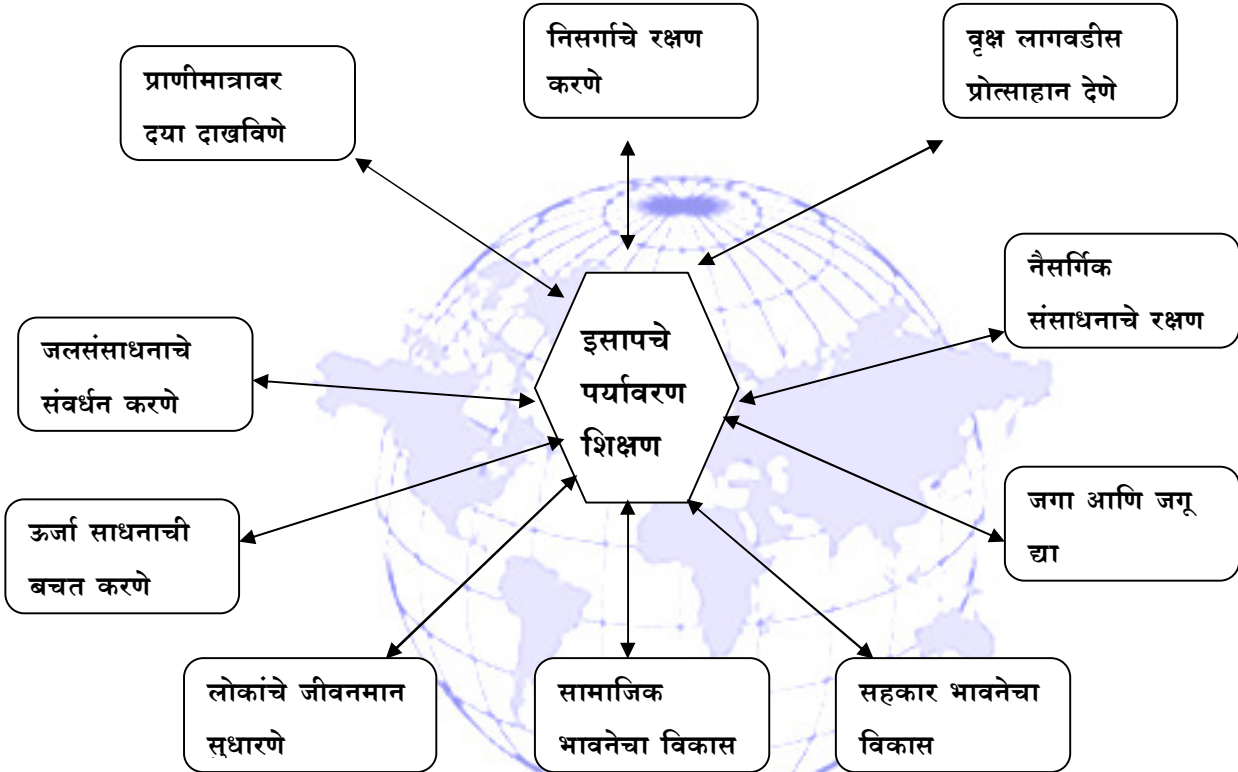 निसर्गाचे रक्षण
करणे
वृक्ष लागवडीस
प्रोत्साहान देणे
प्राणीमात्रावर
दया दाखविणे
नैसर्गिक
संसाधनाचे रक्षण
जलसंसाधनाचे
संवर्धन करणे
इसापचे
पर्यावरण
शिक्षण
जगा आणि जगू
द्या
ऊर्जा साधनाची
बचत करणे
लोकांचे जीवनमान
सुधारणे
सामाजिक
भावनेचा विकास
सहकार भावनेचा
विकास